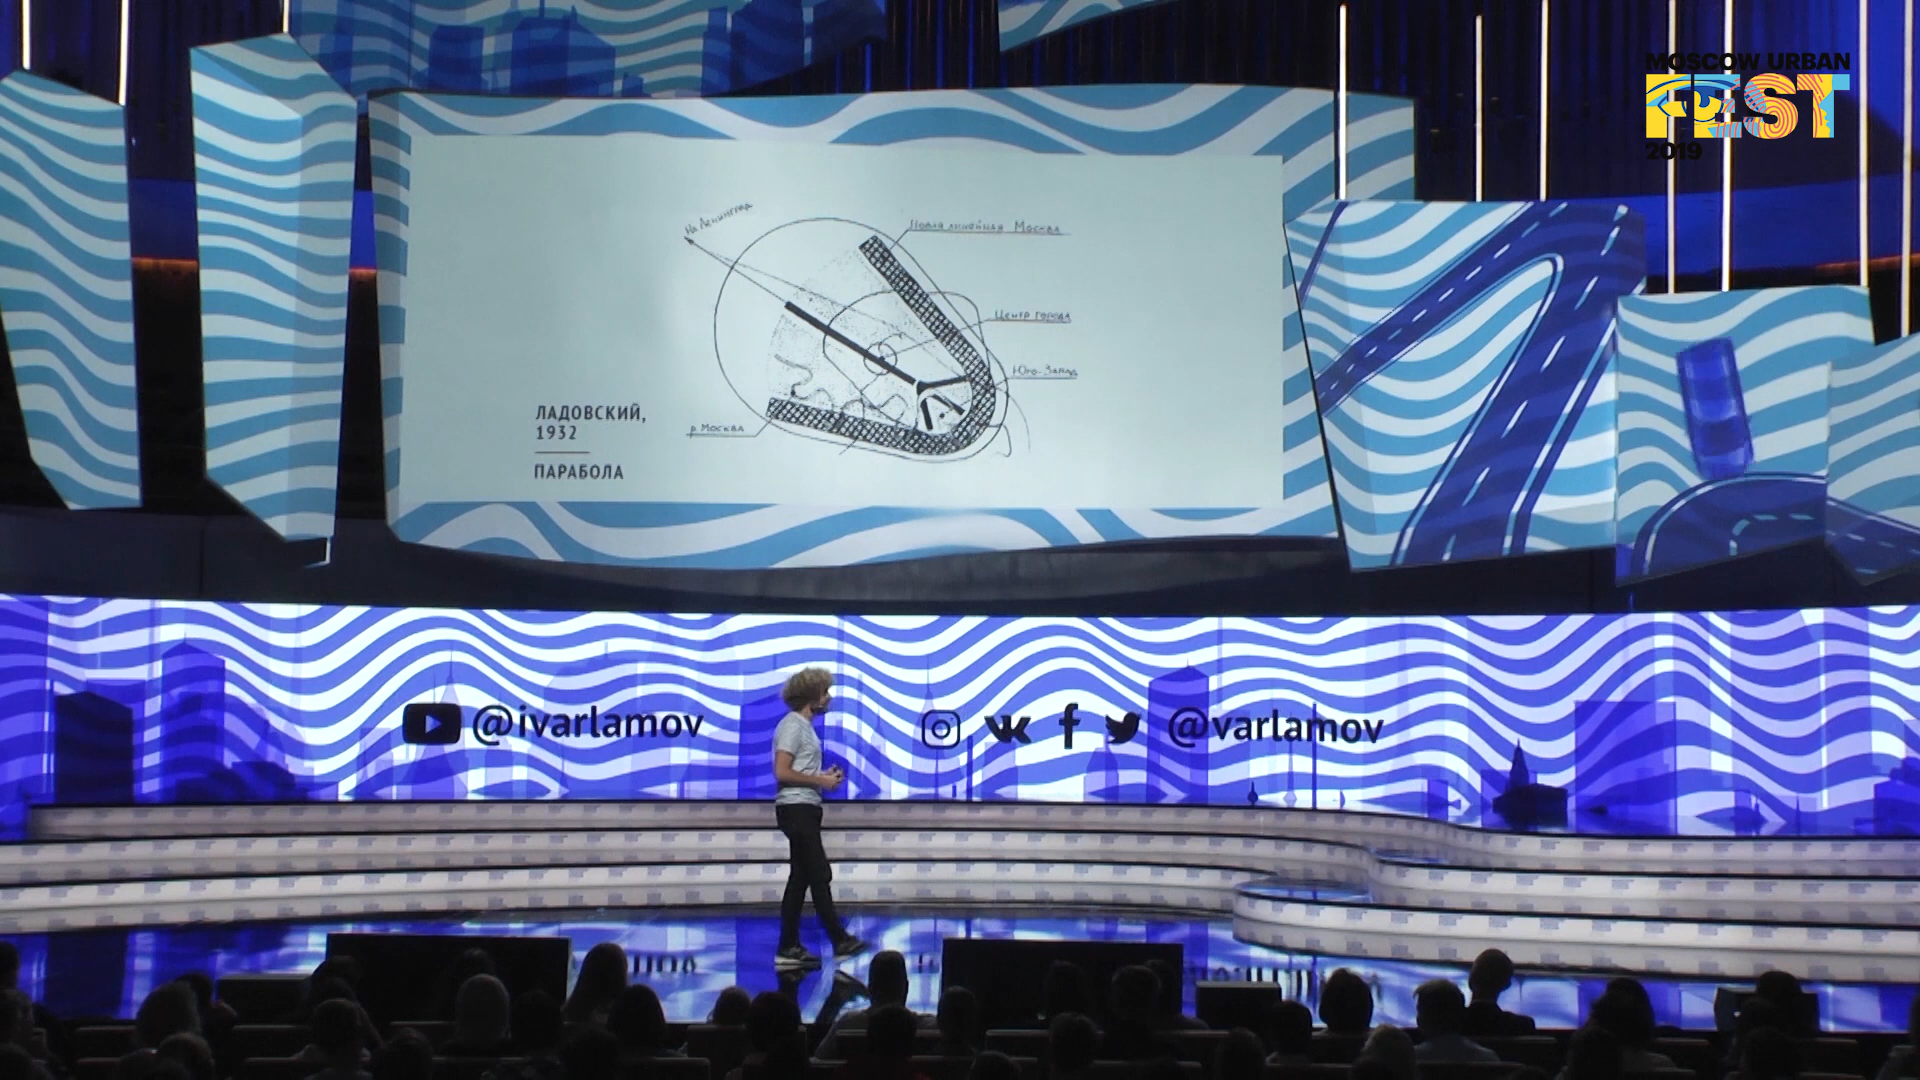 MOSCOW URBAN
FEST
2019
На Ленинград
Новая линейная Москва
Центр города
Юго-Запад
р. Москва
ЛАДОВСКИЙ,
1932
ПАРАБОЛА
@ivarlamov
@varlamov